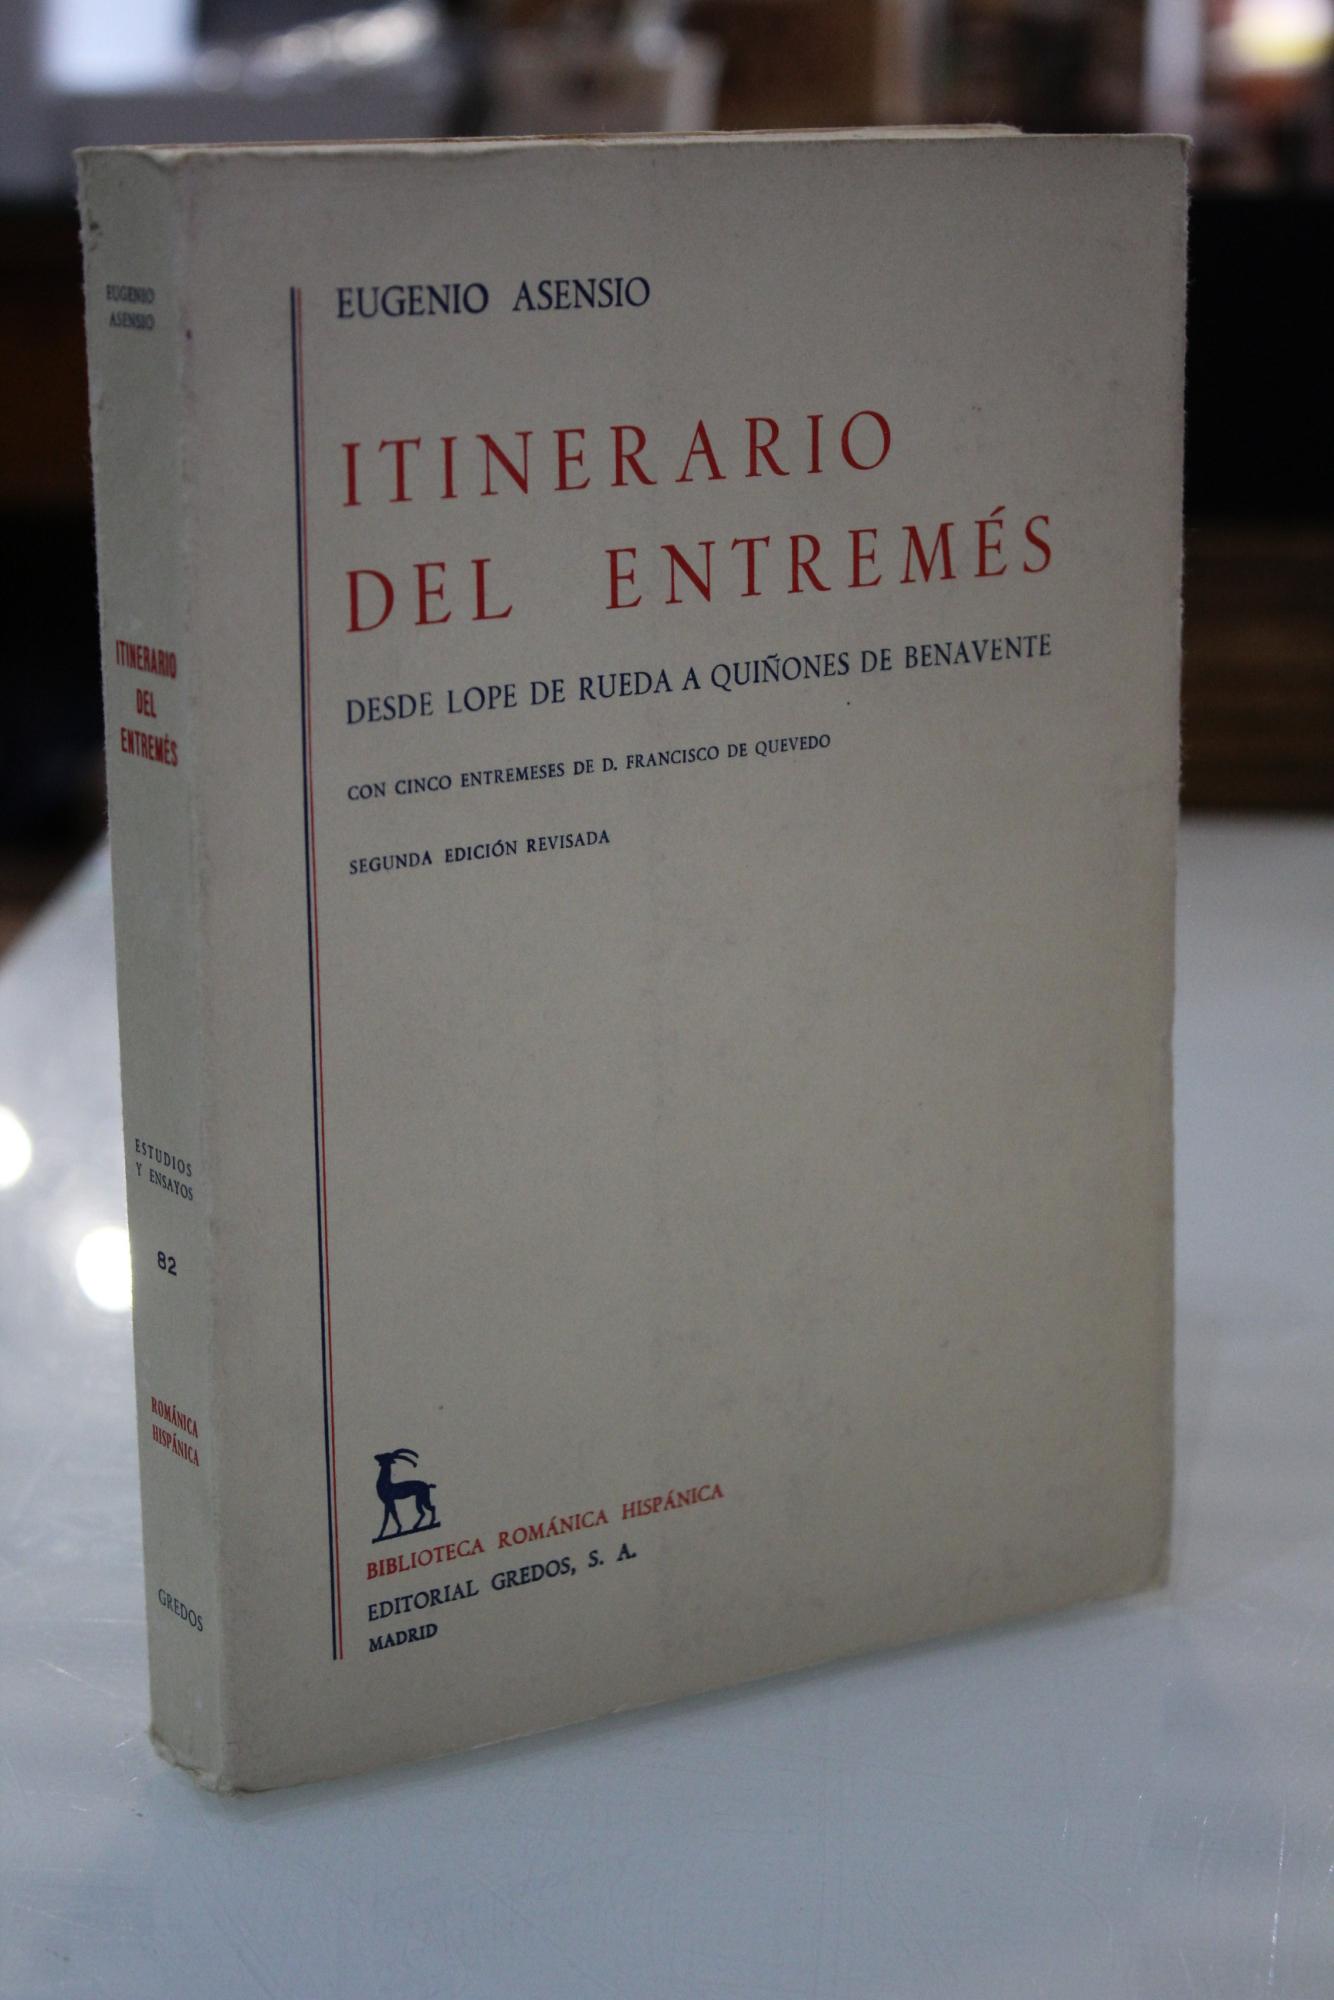 EUGENIO
ASENSIO
ITINERARIO
DEL
ENTREMÉS
ESTUDIOS
Y ENSAYOS
82
ROMÁNICA
HISPÁNICA
GREDOS
EUGENIO ASENSIO
ITINERARIO
DEL ENTREMÉS
DESDE LOPE DE RUEDA A QUIÑONES DE BENAVENTE
CON CINCO ENTREMESES DE D. FRANCISCO DE QUEVEDO
SEGUNDA EDICIÓN REVISADA
BIBLIOTECA ROMÁNICA HISPÁNICA
EDITORIAL GREDOS, S. A.
MADRID